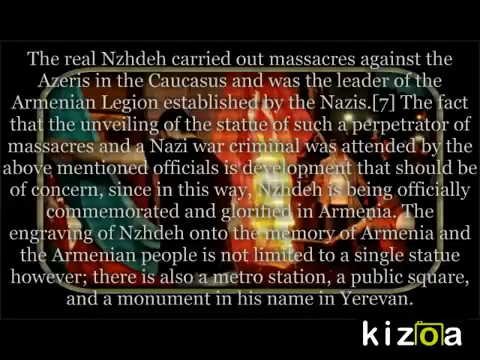 The real Nzhdeh carried out massacres against the
Azeris in the Caucasus and was the leader of the
Armenian Legion established by the Nazis.[7] The fact
that the unveiling of the statue of such a perpetrator of
massacres and a Nazi war criminal was attended by the
above mentioned officials is development that should be
of concern, since in this way, Nzhdeh is being officially
commemorated and glorified in Armenia. The
engraving of Nzhdeh onto the memory of Armenia and
the Armenian people is not limited to a single statue
however; there is also a metro station, a public square,
and a monument in his name in Yerevan.
kizoa